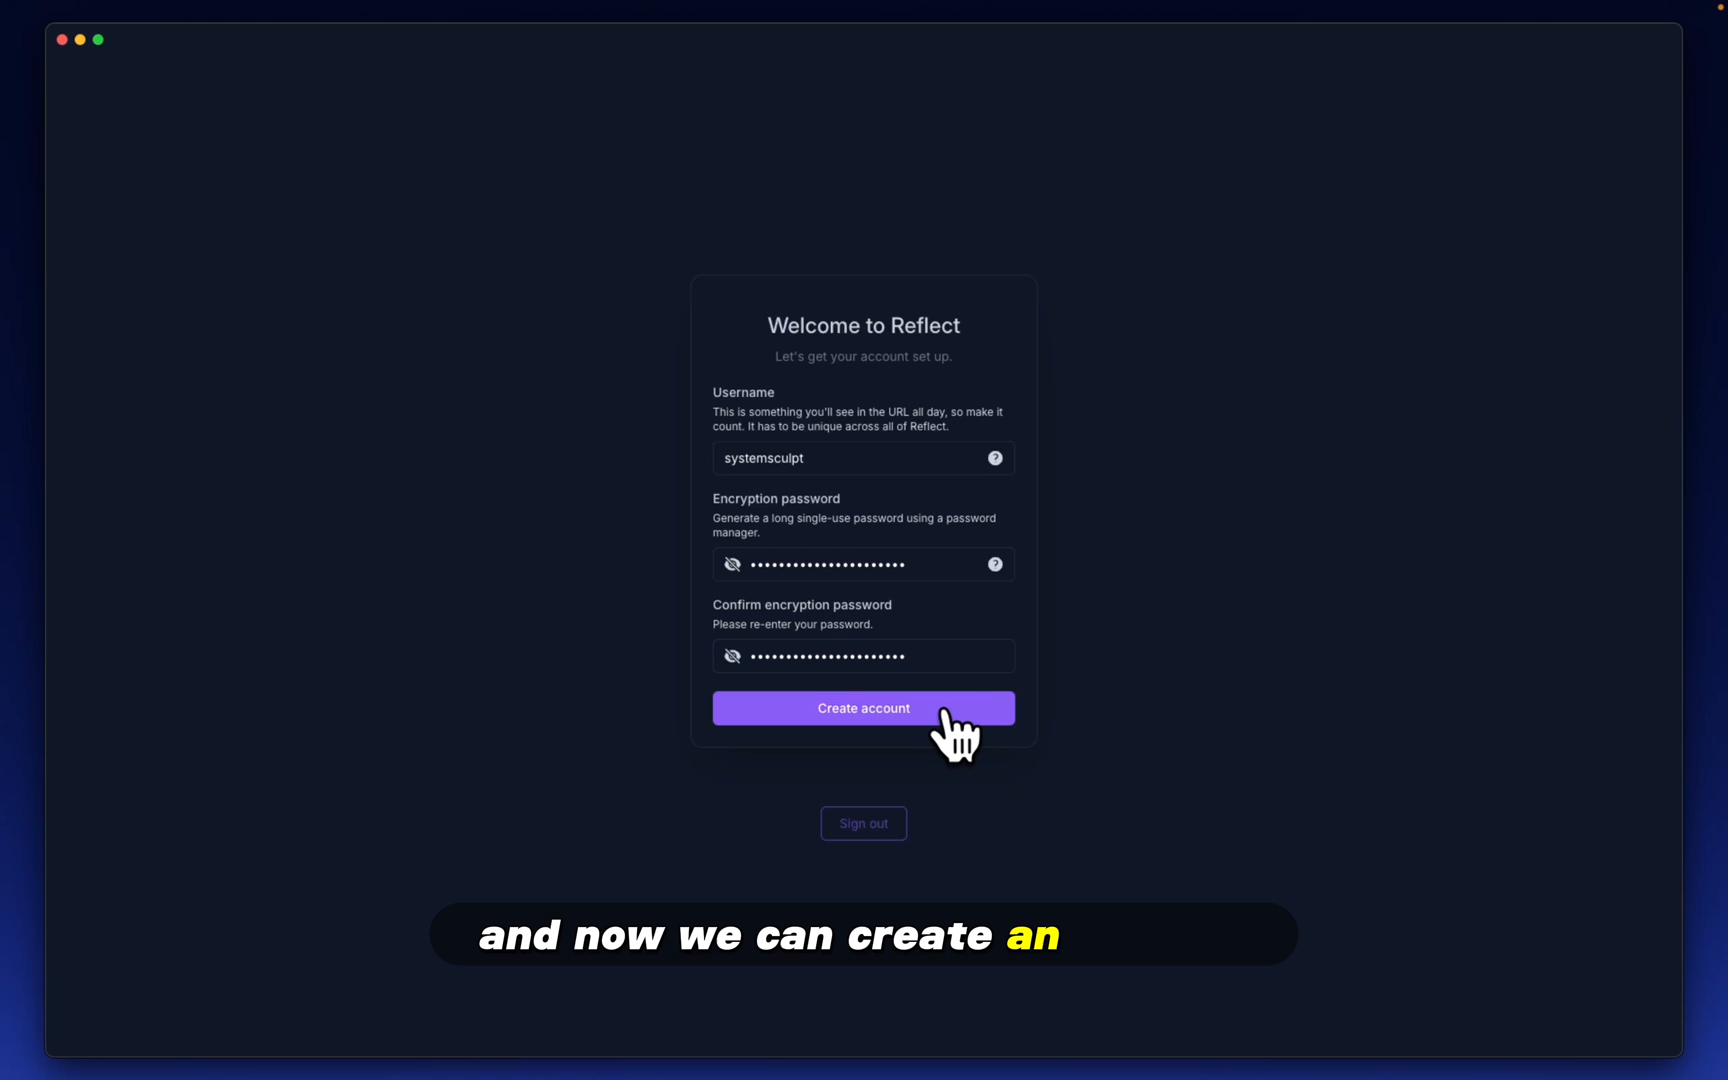 Welcome to Reflect
Let's get your account set up.
Username
This is something you'll see in the URL all day, so make it
count. It has to be unique across all of Reflect.
systemsculpt
?
Encryption password
Generate a long single-use password using a password
manager.
••••••••••••••••••••••
?
Confirm encryption password
Please re-enter your password.
••••••••••••••••••••••
Create account
Sign out
and now we can create an